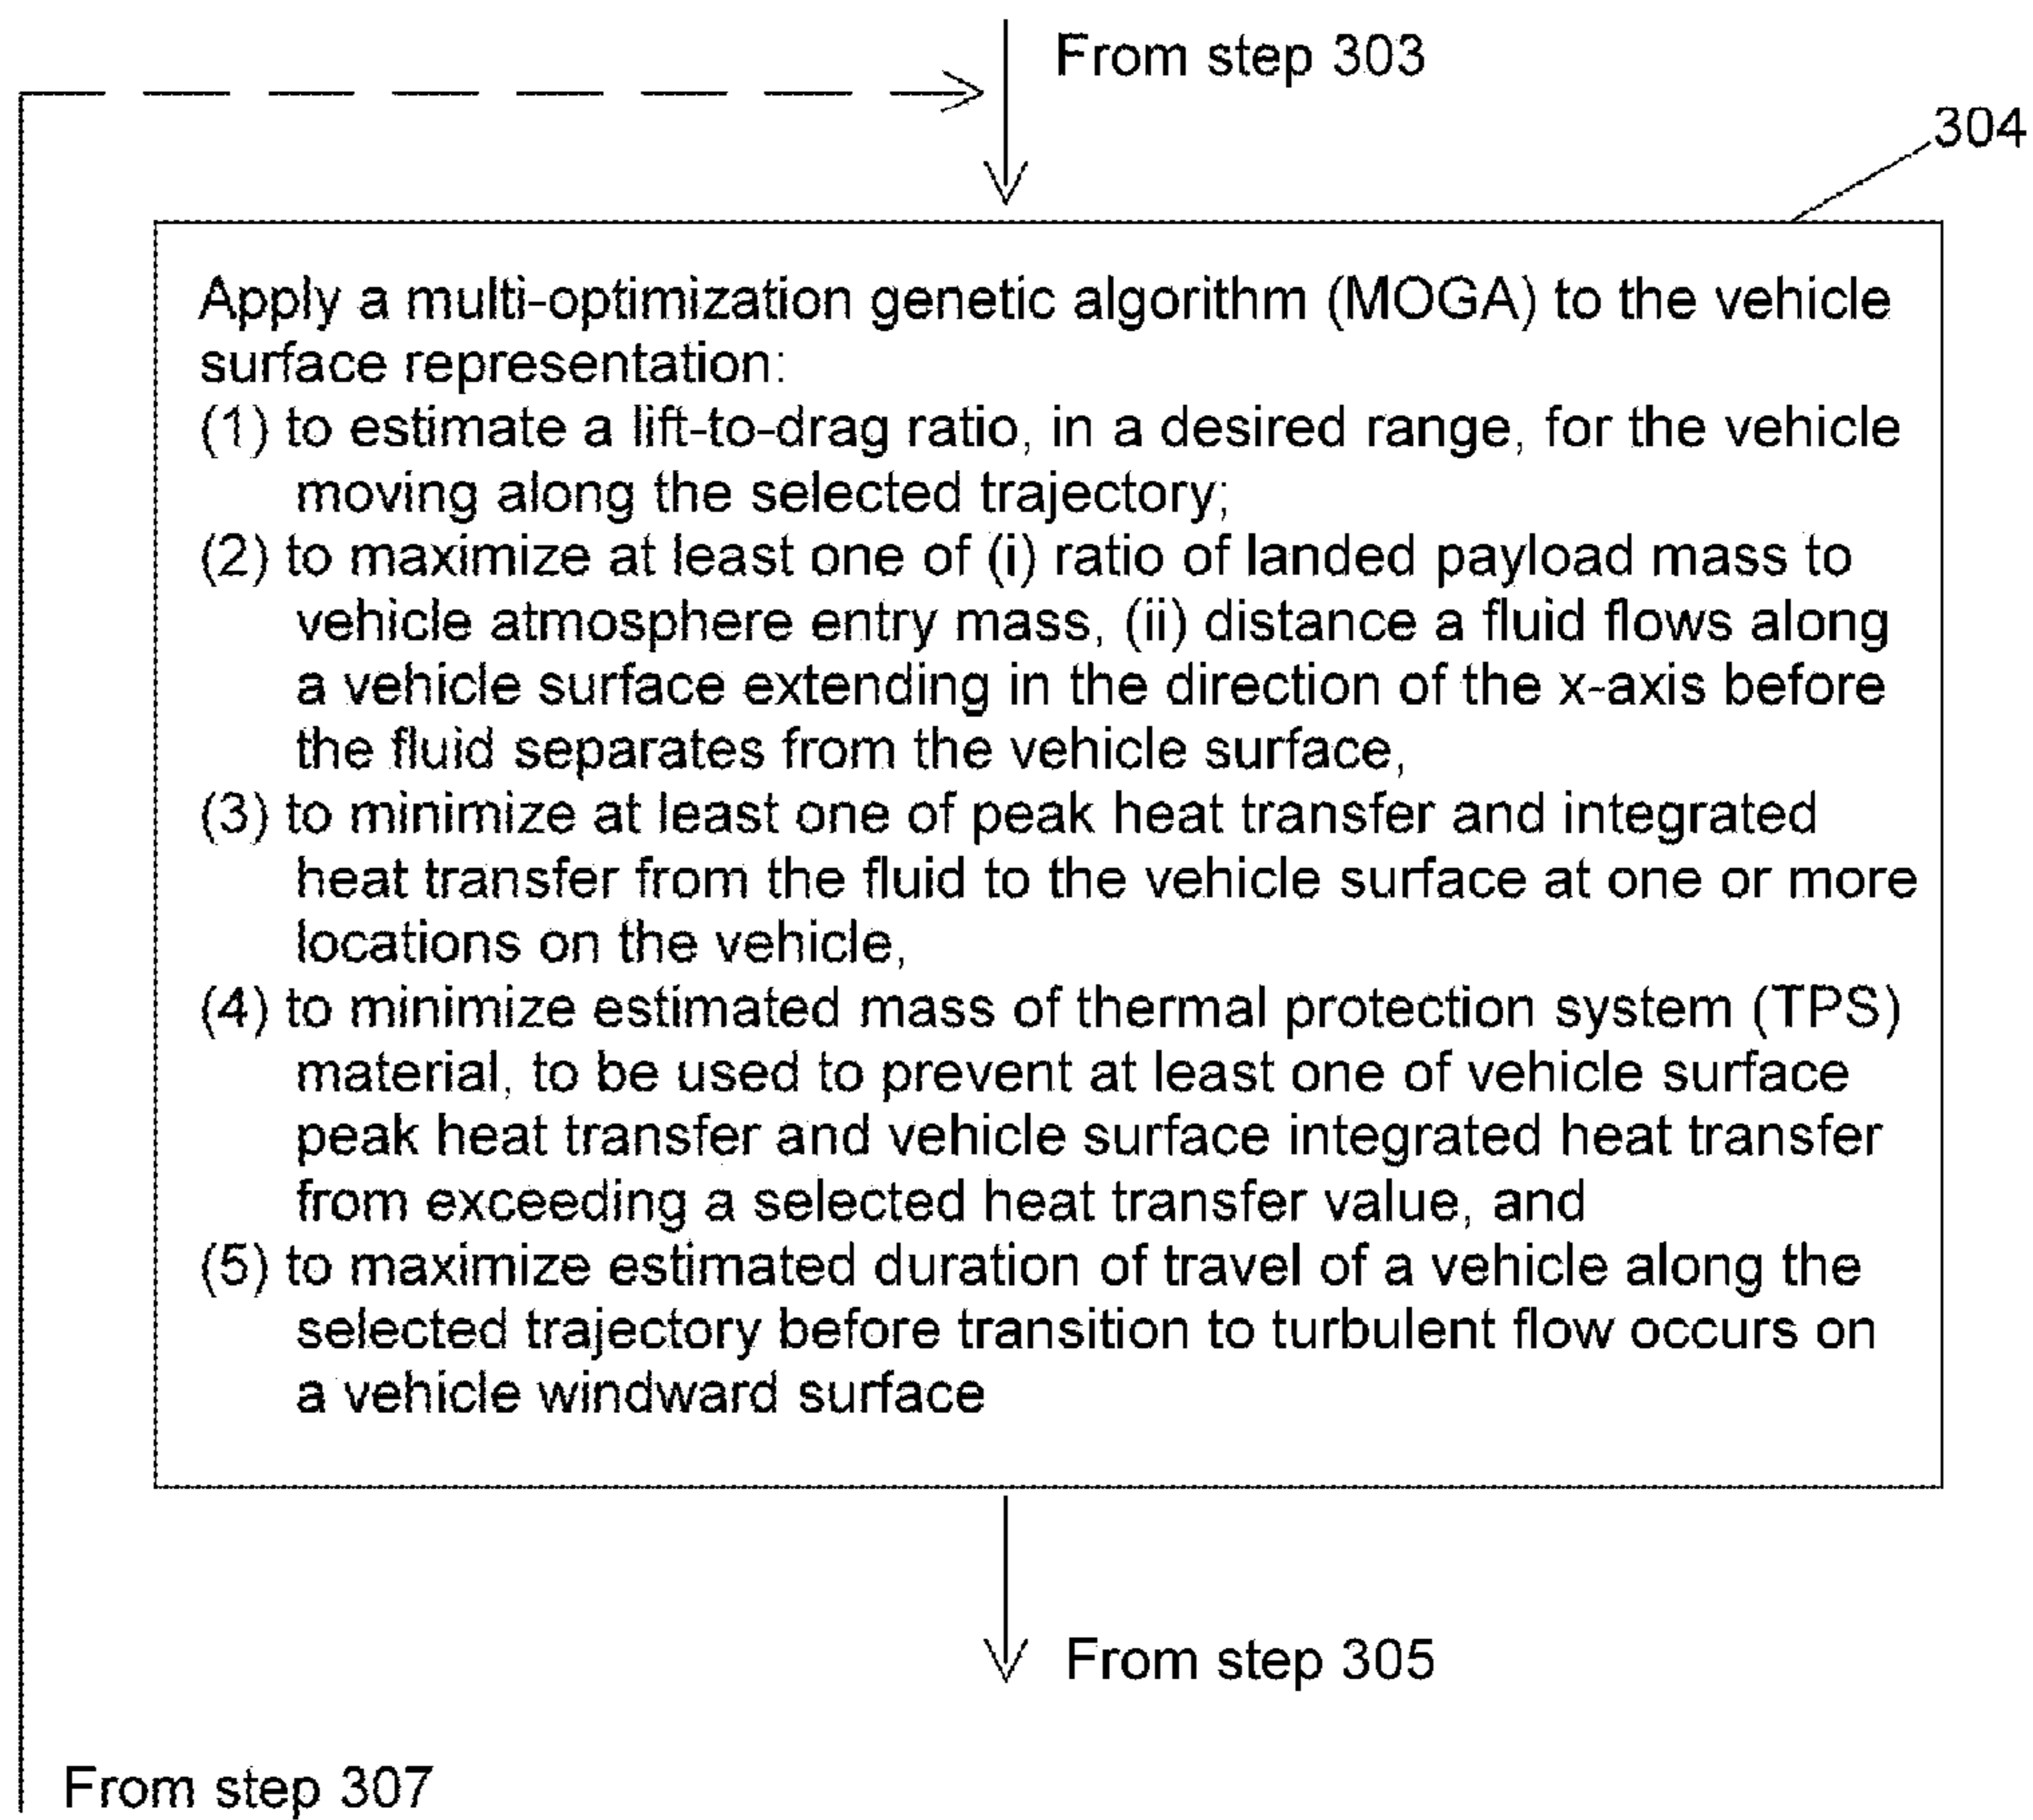 From step 303
304
Apply a multi-optimization genetic algorithm (MOGA) to the vehicle
surface representation:
(1) to estimate a lift-to-drag ratio, in a desired range, for the vehicle
moving along the selected trajectory;
(2) to maximize at least one of (i) ratio of landed payload mass to
vehicle atmosphere entry mass, (ii) distance a fluid flows along
a vehicle surface extending in the direction of the x-axis before
the fluid separates from the vehicle surface,
(3) to minimize at least one of peak heat transfer and integrated
heat transfer from the fluid to the vehicle surface at one or more
locations on the vehicle,
(4) to minimize estimated mass of thermal protection system (TPS)
material, to be used to prevent at least one of vehicle surface
peak heat transfer and vehicle surface integrated heat transfer
from exceeding a selected heat transfer value, and
(5) to maximize estimated duration of travel of a vehicle along the
selected trajectory before transition to turbulent flow occurs on
a vehicle windward surface
From step 305
From step 307